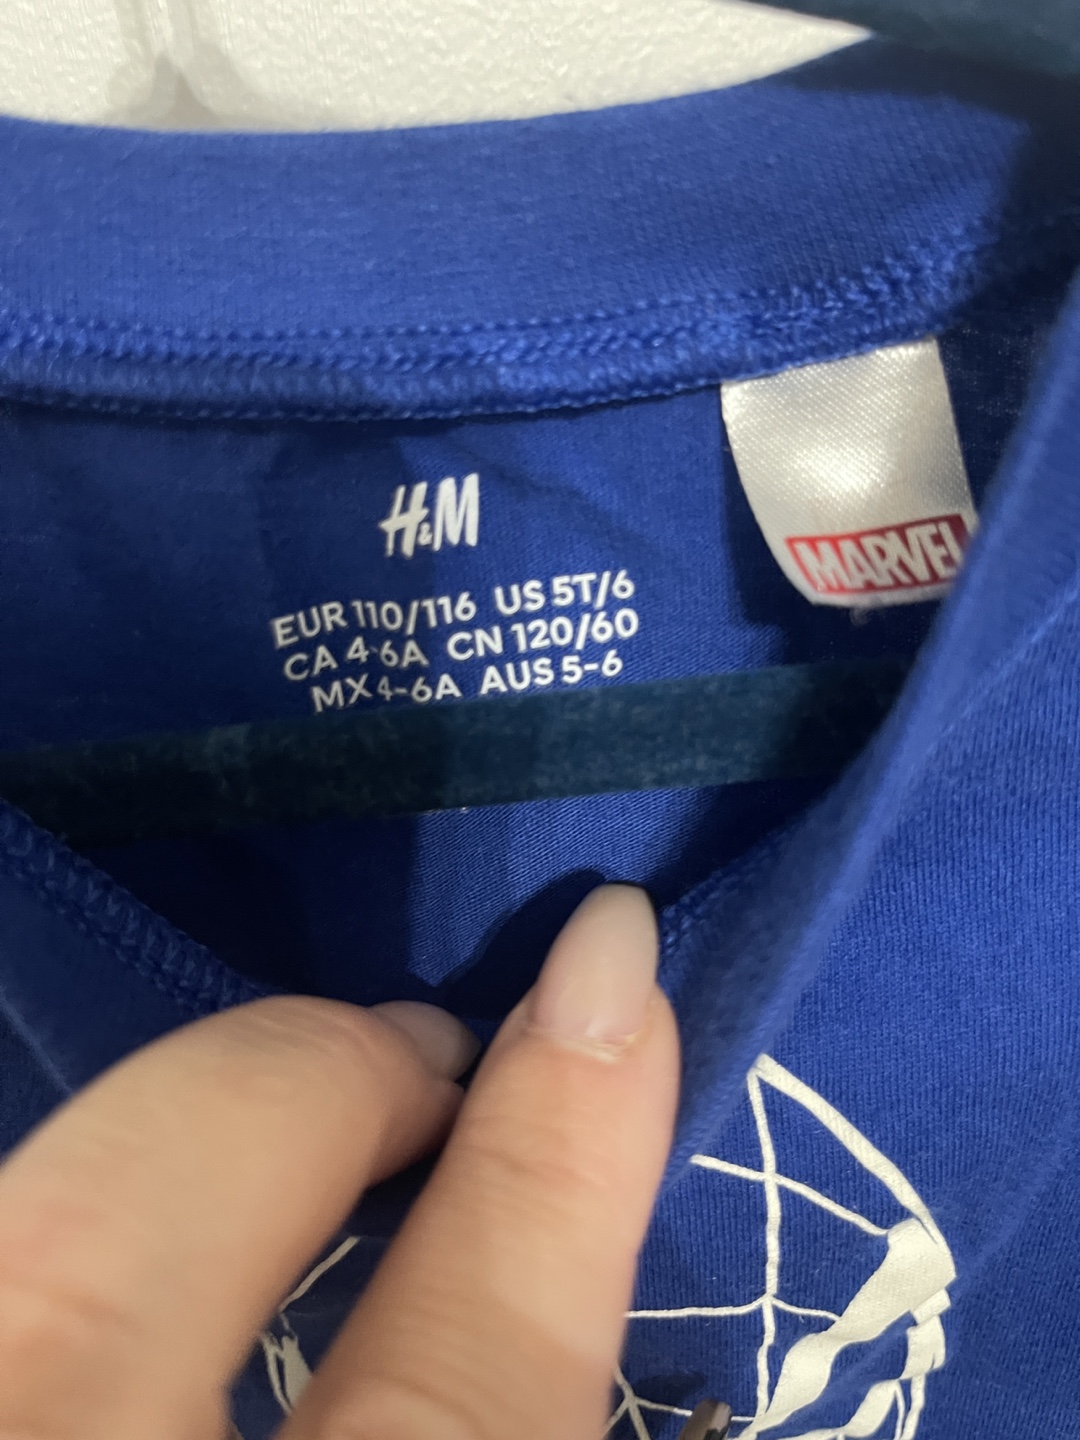 H&M
EUR 110/116 US 5T/6
CA 4-6A CN 120/60
MX 4-6A AUS 5-6
MARVEL